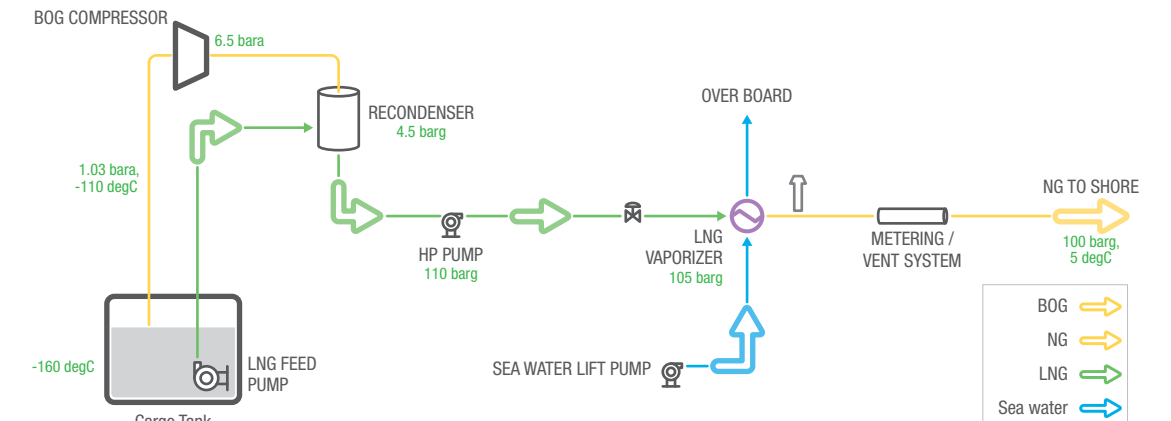 BOG COMPRESSOR
6.5 bara
RECONDENSER
4.5 barg
1.03 bara,
-110 degC
OVER BOARD
NG TO SHORE
100 barg,
5 degC
HP PUMP
110 barg
LNG
VAPORIZER
105 barg
METERING /
VENT SYSTEM
-160 degC
LNG FEED
PUMP
SEA WATER LIFT PUMP
Cargo Tank
BOG
NG
LNG
Sea water